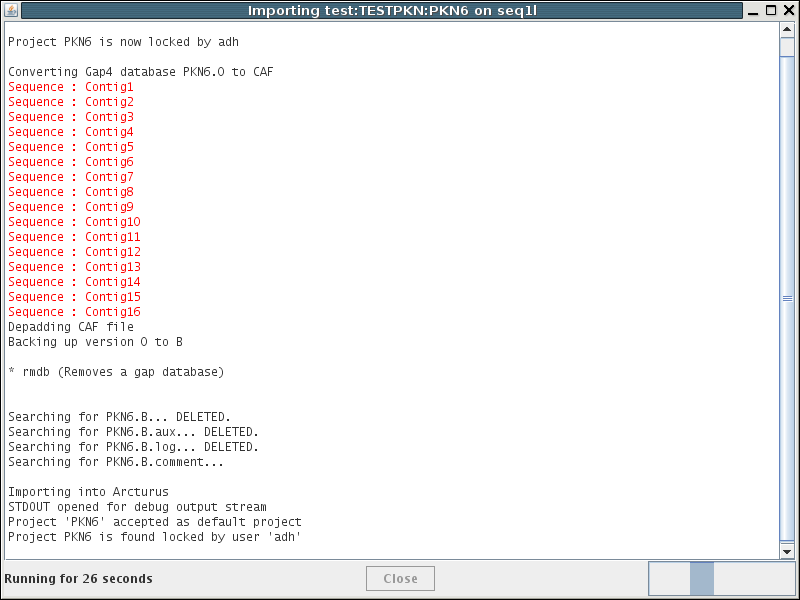 Importing test:TESTPKN:PKN6 on seq1l
Project PKN6 is now locked by adh
Converting Gap4 database PKN6.0 to CAF
Sequence : Contig1
Sequence : Contig2
Sequence : Contig3
Sequence : Contig4
Sequence : Contig5
Sequence : Contig6
Sequence : Contig7
Sequence : Contig8
Sequence : Contig9
Sequence : Contig10
Sequence : Contig11
Sequence : Contig12
Sequence : Contig13
Sequence : Contig14
Sequence : Contig15
Sequence : Contig16
Depadding CAF file
Backing up version 0 to B
* rmdb (Removes a gap database)
Searching for PKN6.B... DELETED.
Searching for PKN6.B.aux... DELETED.
Searching for PKN6.B.log... DELETED.
Searching for PKN6.B.comment...
Importing into Arcturus
STDOUT opened for debug output stream
Project 'PKN6' accepted as default project
Project PKN6 is found locked by user 'adh'
Running for 26 seconds
Close